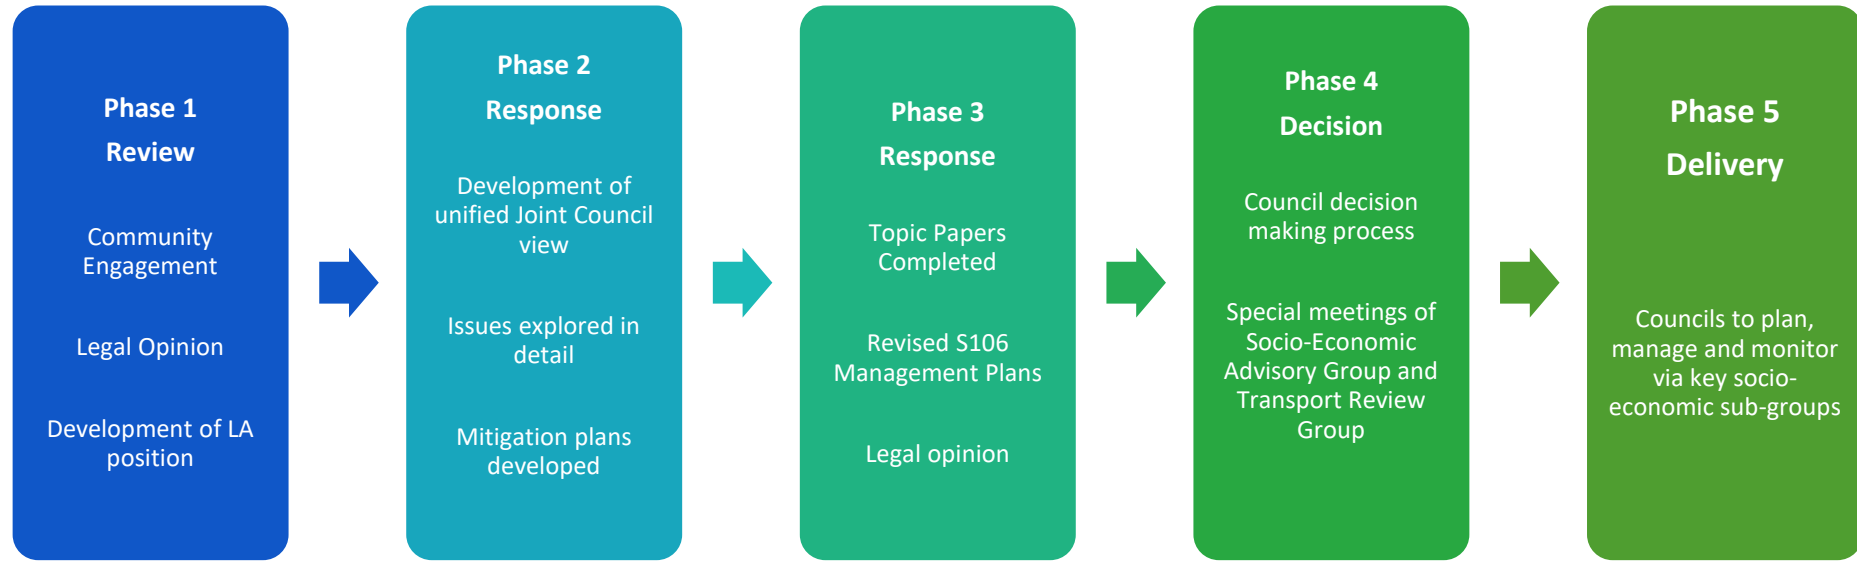 Phase 1
Review
Community
Engagement
Legal Opinion
Development of LA
position
Phase 2
Response
Development of
unified Joint Council
view
Issues explored in
detail
Mitigation plans
developed
Phase 3
Response
Topic Papers
Completed
Revised S106
Management Plans
Legal opinion
Phase 4
Decision
Council decision
making process
Special meetings of
Socio-Economic
Advisory Group and
Transport Review
Group
Phase 5
Delivery
Councils to plan,
manage and monitor
via key socio-
economic sub-groups